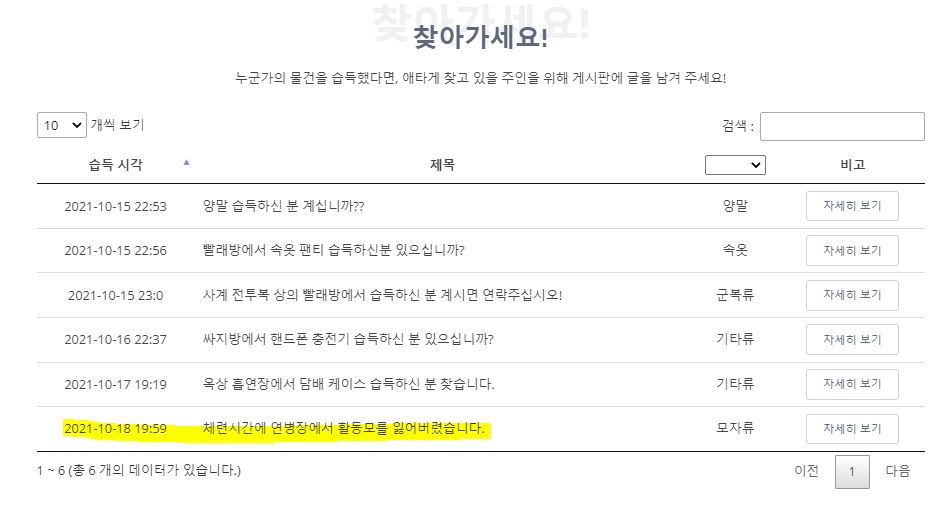 찾아가세요!
찾아가세요!
누군가의 물건을 습득했다면, 애타게 찾고 있을 주인을 위해 게시판에 글을 남겨 주세요!
10 개씩 보기 검색 :
습득 시각 제목 비고
2021-10-15 22:53 양말 습득하신 분 계십니까?? 양말 자세히 보기
2021-10-15 22:56 빨래방에서 속옷 팬티 습득하신분 있으십니까? 속옷 자세히 보기
2021-10-15 23:0 사계 전투복 상의 빨래방에서 습득하신 분 계시면 연락주십시오! 군복류 자세히 보기
2021-10-16 22:37 싸지방에서 핸드폰 충전기 습득하신 분 있으십니까? 기타류 자세히 보기
2021-10-17 19:19 옥상 흡연장에서 담배 케이스 습득하신 분 찾습니다. 기타류 자세히 보기
2021-10-18 19:59 체련시간에 연병장에서 활동모를 잃어버렸습니다. 모자류 자세히 보기
1 ~ 6 (총 6 개의 데이터가 있습니다.) 이전 1 다음